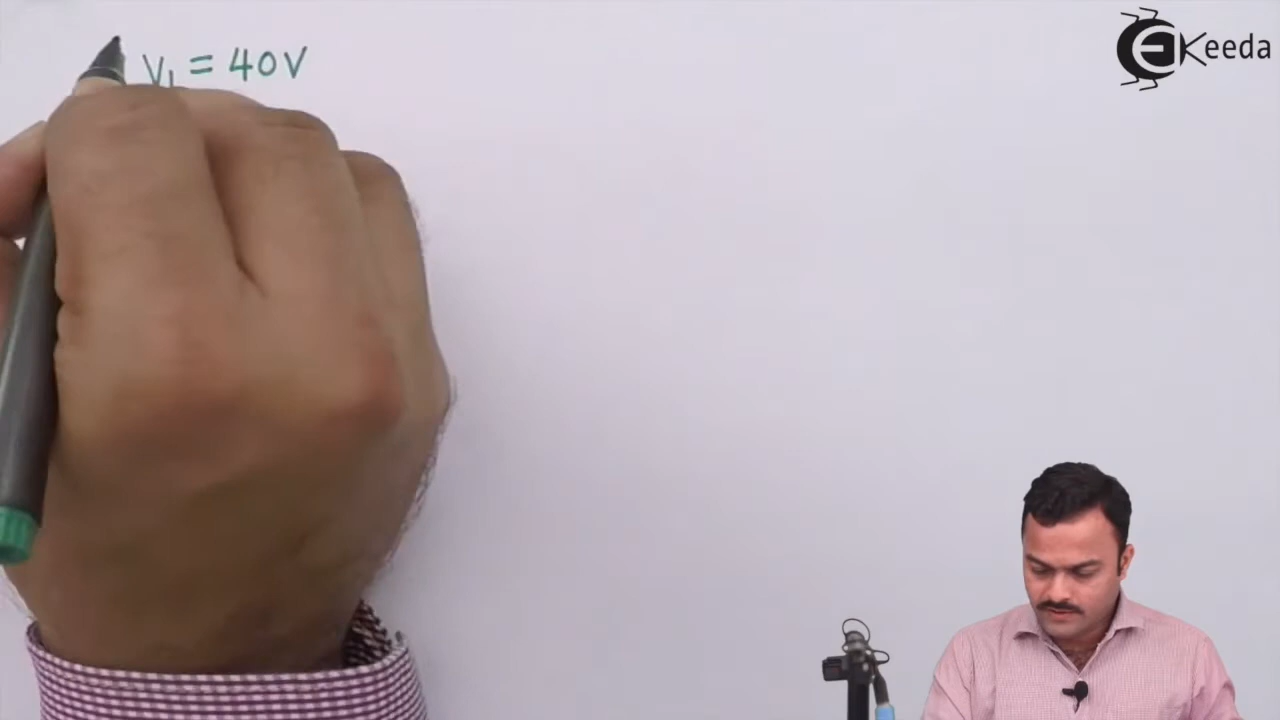 V₁ = 40V
Ekeeda